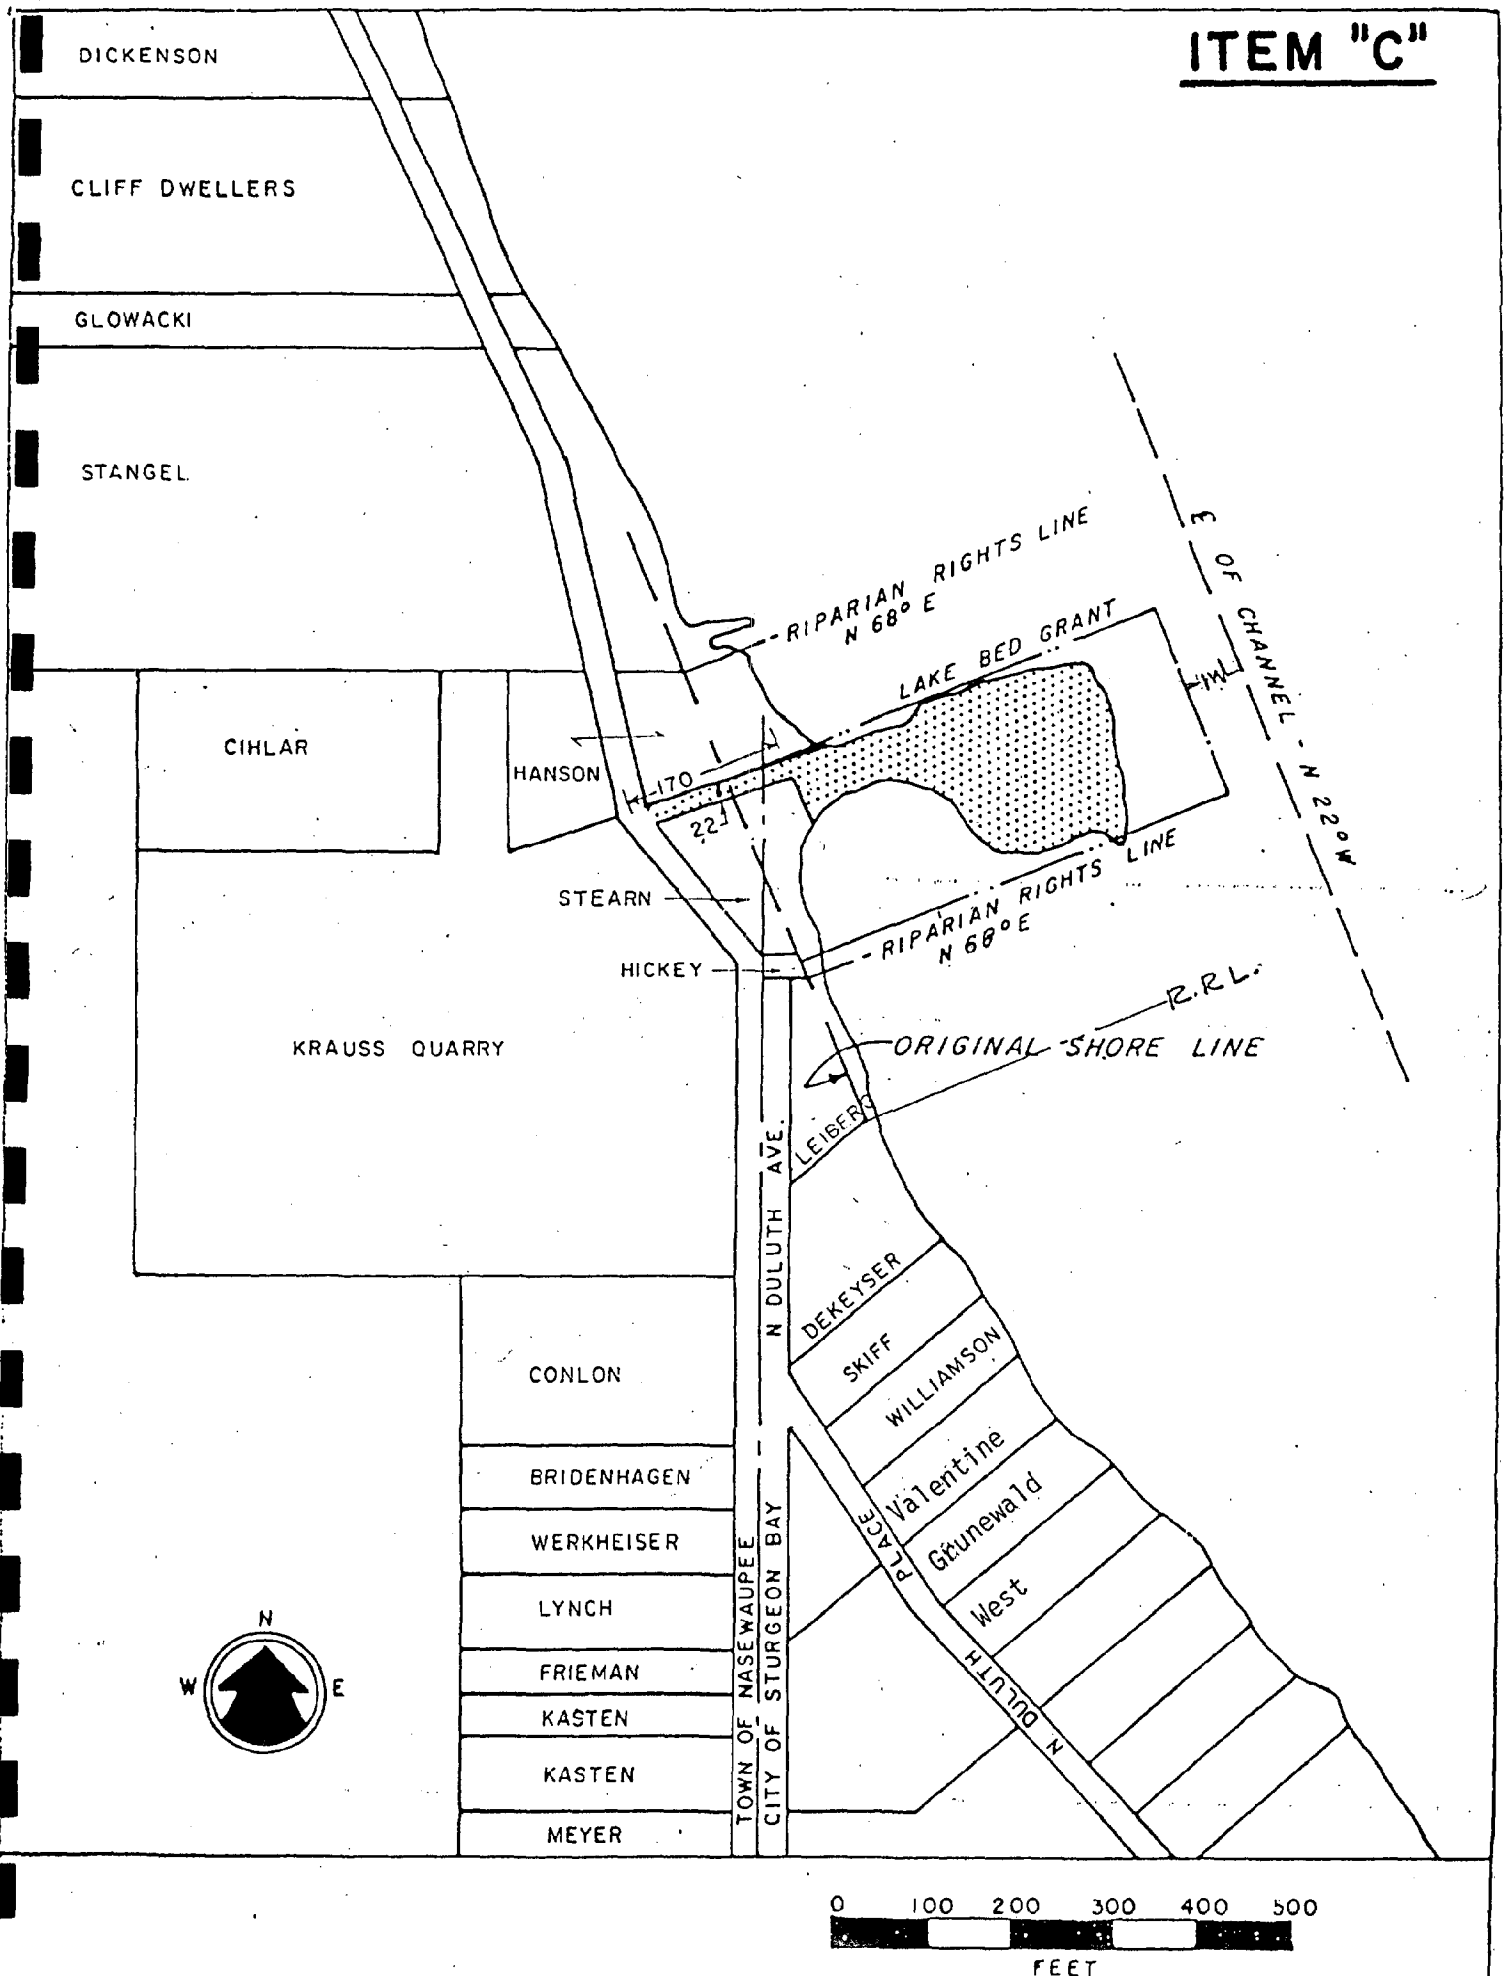 ITEM "C"
DICKENSON
CLIFF DWELLERS
GLOWACKI
STANGEL
RIPARIAN RIGHTS LINE
N 68° E
LAKE BED GRANT
℄ OF CHANNEL - N 22° W
CIHLAR
HANSON
170
22
STEARN
RIPARIAN RIGHTS LINE
N 68° E
HICKEY
R.R.L.
KRAUSS QUARRY
ORIGINAL SHORE LINE
LEIBERG
N DULUTH AVE.
DEKEYSER
SKIFF
WILLIAMSON
CONLON
Valentine
BRIDENHAGEN
Grunewald
WERKHEISER
West
LYNCH
N DULUTH PLACE
FRIEMAN
KASTEN
KASTEN
MEYER
TOWN OF NASEWAUPEE
CITY OF STURGEON BAY
N
W E
0 100 200 300 400 500
FEET